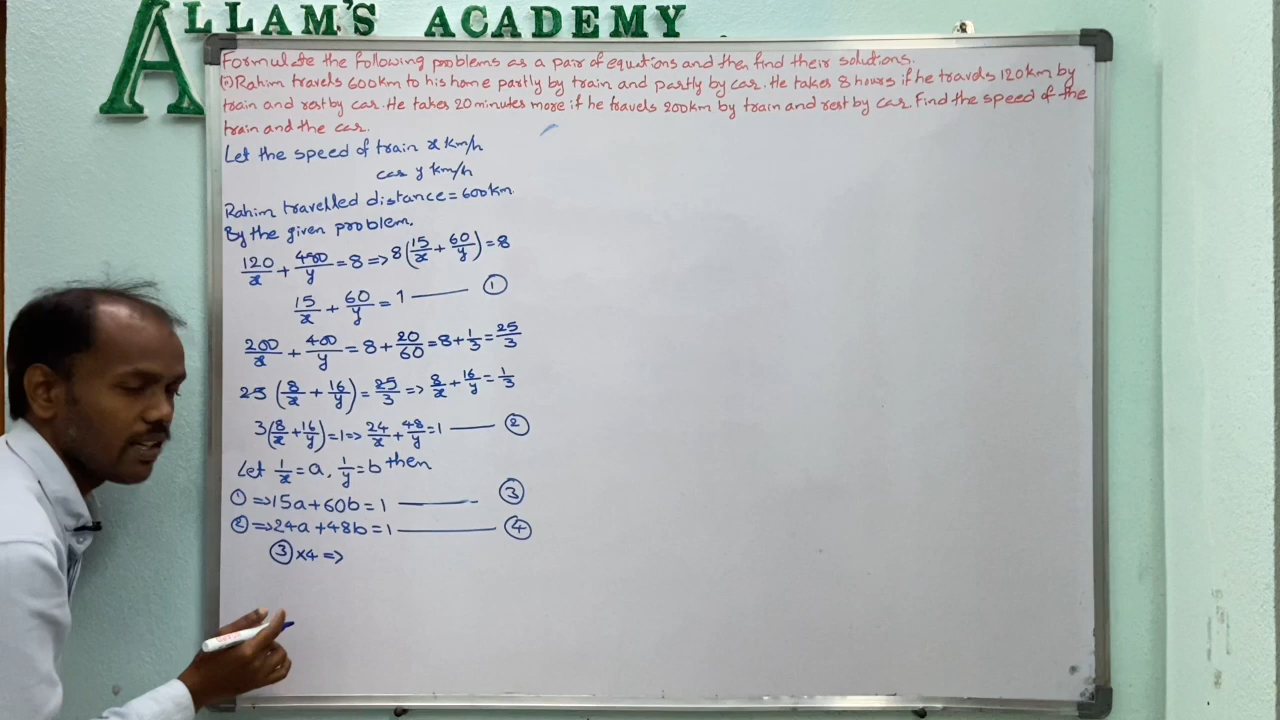 ALLAM'S ACADEMY
Formulate the following problems as a pair of equations and then find their solutions.
(ii) Rahim travels 600km to his home partly by train and partly by car. He takes 8 hours if he travels 120km by
train and rest by car. He takes 20 minutes more if he travels 200km by train and rest by car. Find the speed of the
train and the car.
Let the speed of train x km/h
car y km/h
Rahim travelled distance = 600km.
By the given problem.
120/x + 480/y = 8 => 8(15/x + 60/y) = 8
15/x + 60/y = 1 —— ①
200/x + 400/y = 8 + 20/60 = 8 + 1/3 = 25/3
25 (8/x + 16/y) = 25/3 => 8/x + 16/y = 1/3
3(8/x + 16/y) = 1 => 24/x + 48/y = 1 —— ②
Let 1/x = a, 1/y = b then
① => 15a + 60b = 1 —— ③
② => 24a + 48b = 1 —— ④
③ × 4 =>